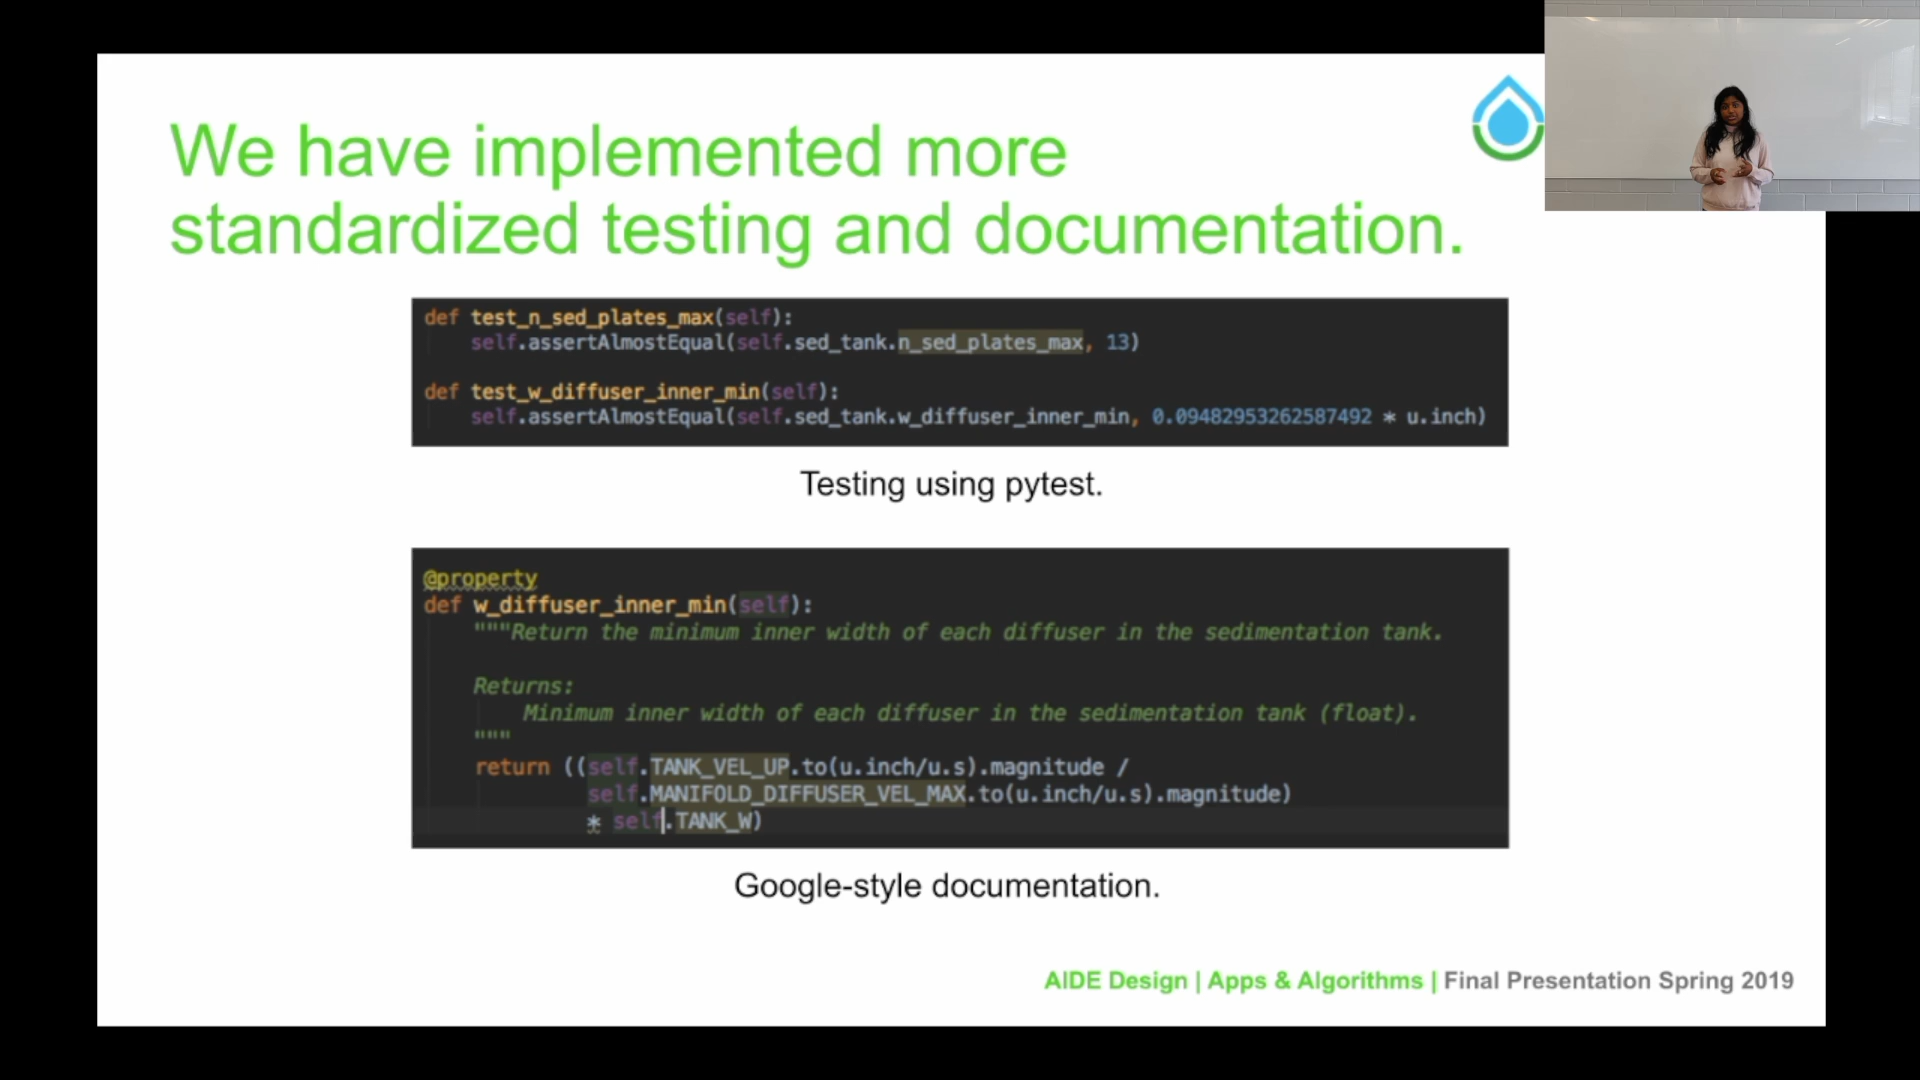 We have implemented more
standardized testing and documentation.
def test_n_sed_plates_max(self):
self.assertAlmostEqual(self.sed_tank.n_sed_plates_max, 13)
def test_w_diffuser_inner_min(self):
self.assertAlmostEqual(self.sed_tank.w_diffuser_inner_min, 0.09482953262587492 * u.inch)
Testing using pytest.
@property
def w_diffuser_inner_min(self):
"""Return the minimum inner width of each diffuser in the sedimentation tank.
Returns:
Minimum inner width of each diffuser in the sedimentation tank (float).
"""
return ((self.TANK_VEL_UP.to(u.inch/u.s).magnitude /
self.MANIFOLD_DIFFUSER_VEL_MAX.to(u.inch/u.s).magnitude)
* self.TANK_W)
Google-style documentation.
AIDE Design | Apps & Algorithms | Final Presentation Spring 2019